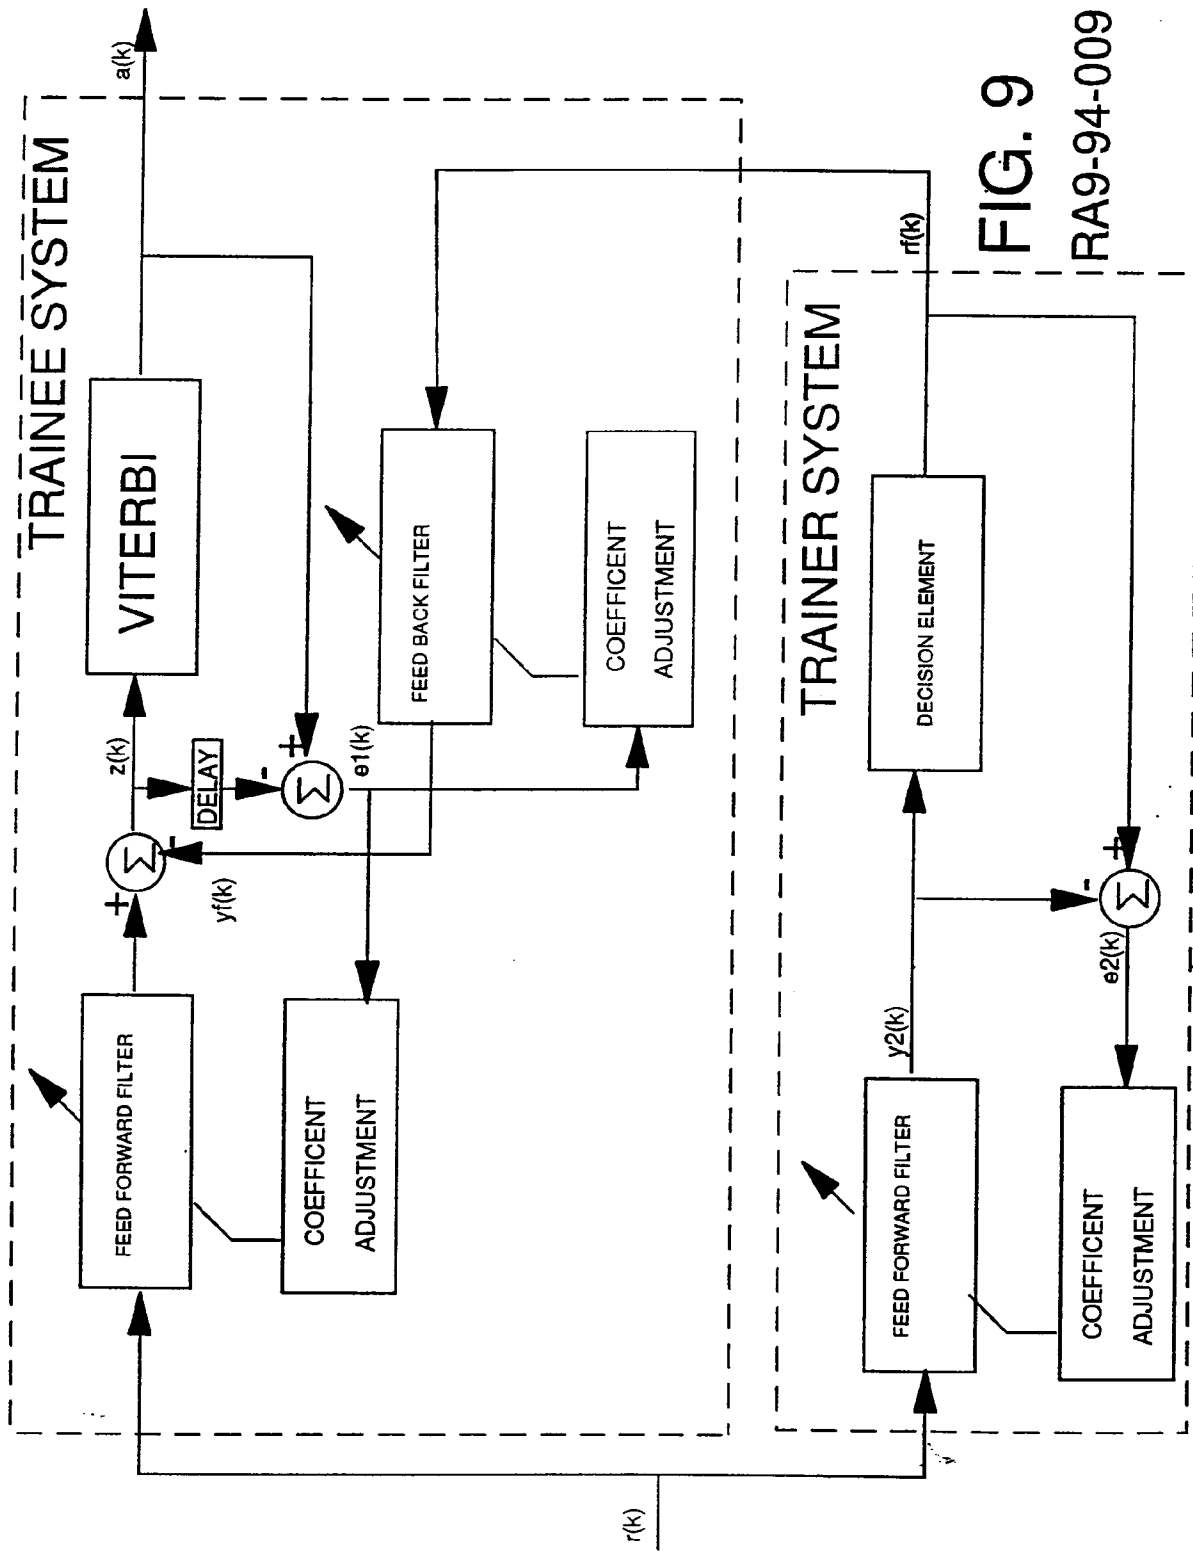 TRAINEE SYSTEM
a(k)
VITERBI
z(k)
DELAY
+
-
Σ
e1(k)
+
-
Σ
yf(k)
FEED FORWARD FILTER
COEFFICENT
ADJUSTMENT
FEED BACK FILTER
COEFFICENT
ADJUSTMENT
r(k)
TRAINER SYSTEM
rf(k)
DECISION ELEMENT
y2(k)
FEED FORWARD FILTER
+
-
Σ
e2(k)
COEFFICENT
ADJUSTMENT
FIG. 9
RA9-94-009